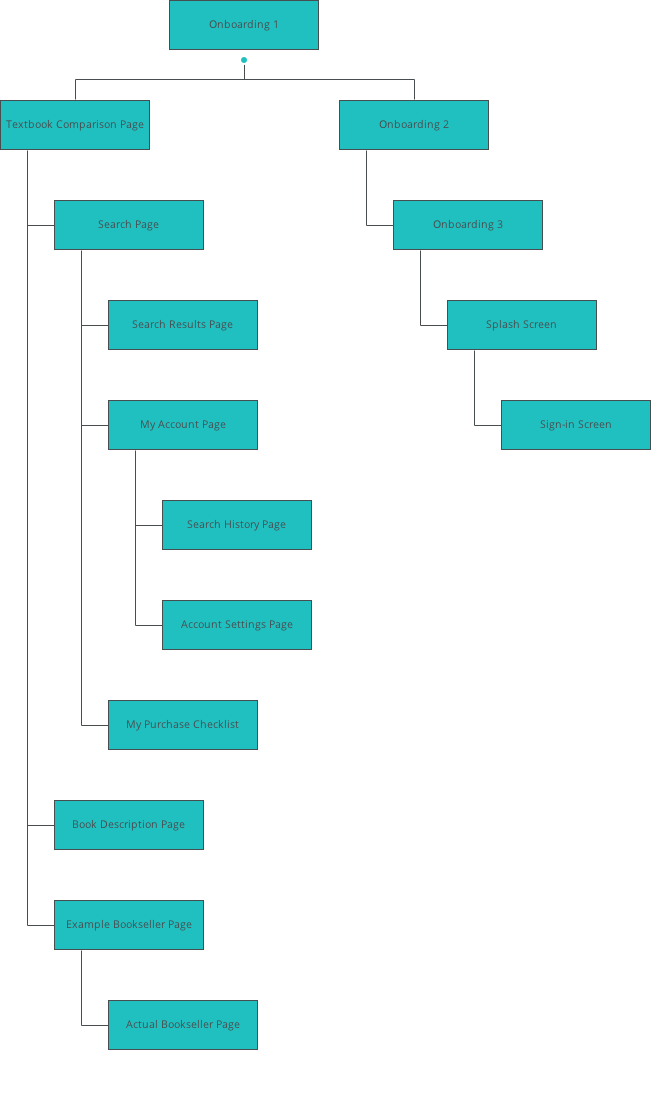 Onboarding 1
Textbook Comparison Page
Onboarding 2
Search Page
Onboarding 3
Search Results Page
Splash Screen
My Account Page
Sign-in Screen
Search History Page
Account Settings Page
My Purchase Checklist
Book Description Page
Example Bookseller Page
Actual Bookseller Page